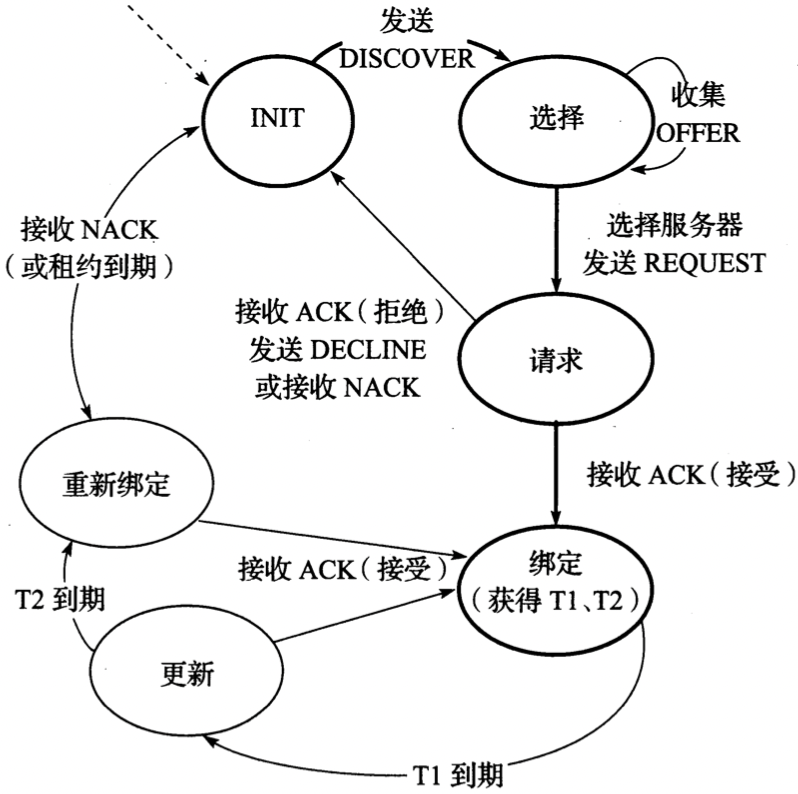 发送
DISCOVER
INIT
选择
收集
OFFER
接收 NACK
（或租约到期）
选择服务器
发送 REQUEST
接收 ACK（拒绝）
发送 DECLINE
或接收 NACK
请求
重新绑定
接收 ACK（接受）
接收 ACK（接受）
绑定
（获得 T1、T2）
T2 到期
更新
T1 到期